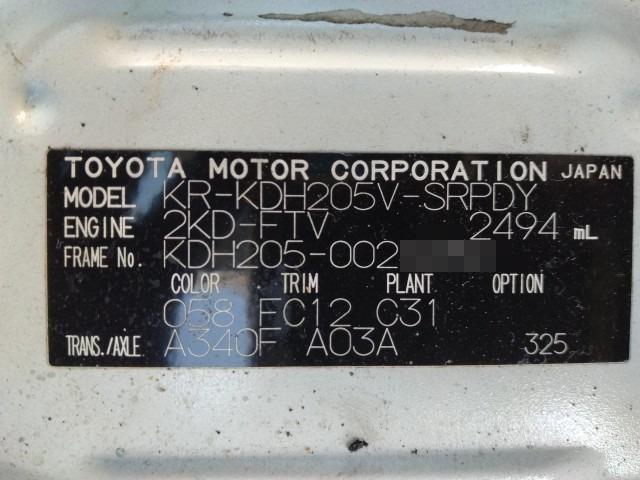 TOYOTA MOTOR CORPORATION JAPAN
MODEL KR-KDH205V-SRPDY
ENGINE 2KD-FTV 2494 mL
FRAME No. KDH205-002
COLOR TRIM PLANT OPTION
058 FC12 C31
TRANS./AXLE A340F A03A 325